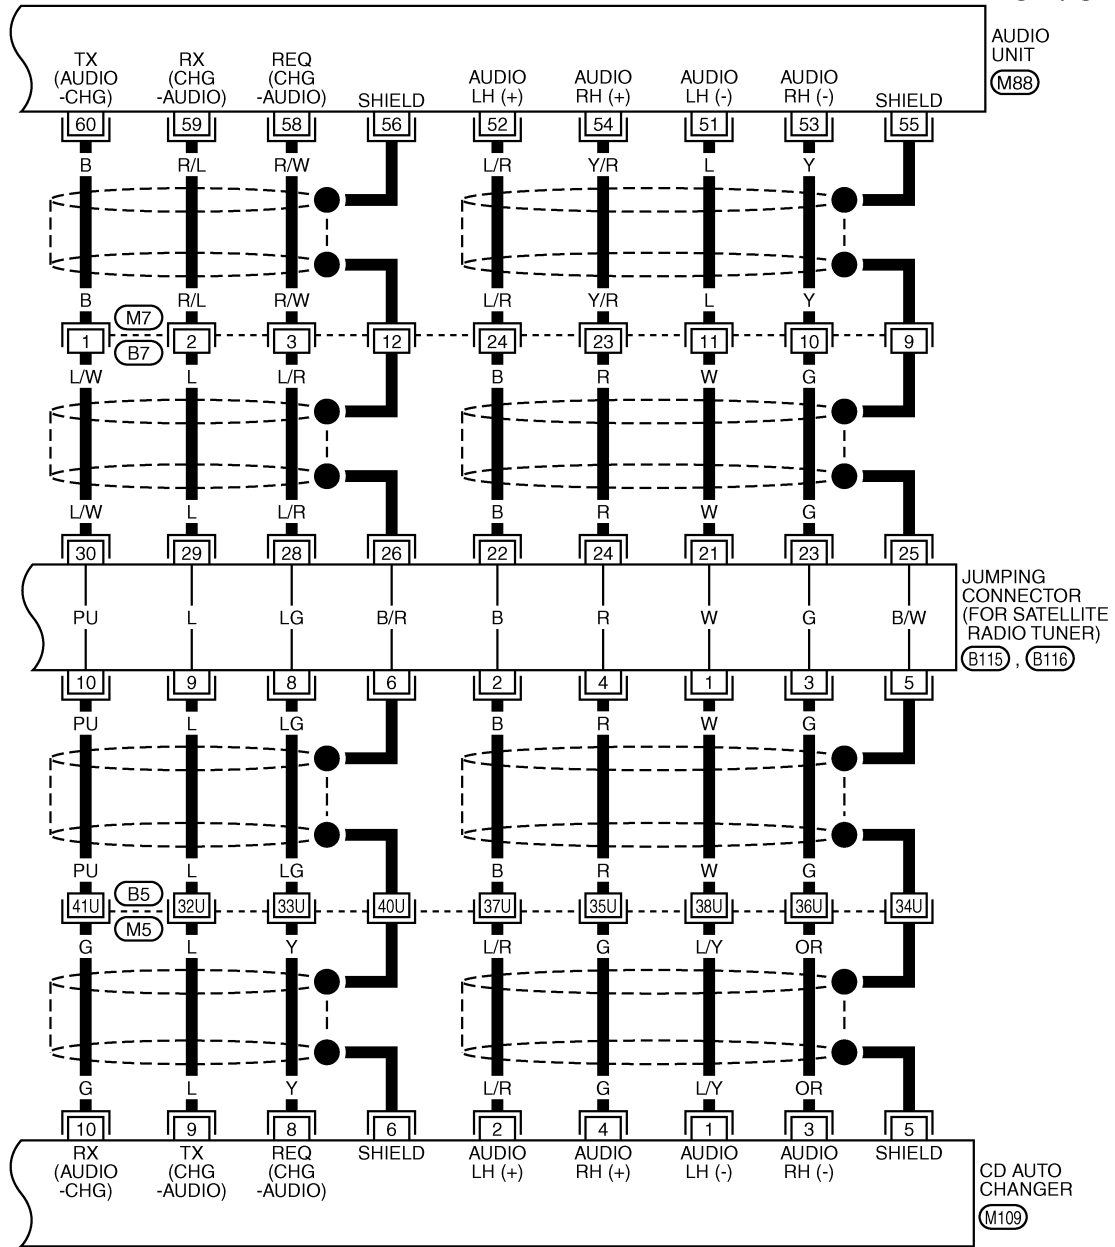 AUDIO
UNIT
M88
TX
(AUDIO
-CHG)
RX
(CHG
-AUDIO)
REQ
(CHG
-AUDIO)
SHIELD
AUDIO
LH (+)
AUDIO
RH (+)
AUDIO
LH (-)
AUDIO
RH (-)
SHIELD
60 59 58 56 52 54 51 53 55
B R/L R/W L/R Y/R L Y
B R/L R/W L/R Y/R L Y
M7
1 2 3 12 24 23 11 10 9
B7
L/W L L/R B R W G
L/W L L/R B R W G
30 29 28 26 22 24 21 23 25
JUMPING
CONNECTOR
(FOR SATELLITE
RADIO TUNER)
B115 , B116
PU L LG B/R B R W G B/W
10 9 8 6 2 4 1 3 5
PU L LG B R W G
PU L LG B R W G
B5
41U 32U 33U 40U 37U 35U 38U 36U 34U
M5
G L Y L/R G L/Y OR
G L Y L/R G L/Y OR
10 9 8 6 2 4 1 3 5
RX
(AUDIO
-CHG)
TX
(CHG
-AUDIO)
REQ
(CHG
-AUDIO)
SHIELD
AUDIO
LH (+)
AUDIO
RH (+)
AUDIO
LH (-)
AUDIO
RH (-)
SHIELD
CD AUTO
CHANGER
M109